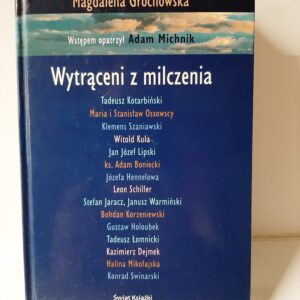 Magdalena Grochowska
Wstępem opatrzył Adam Michnik
Wytrąceni z milczenia
Tadeusz Kotarbiński
Maria i Stanisław Ossowscy
Klemens Szaniawski
Witold Kula
Jan Józef Lipski
ks. Adam Boniecki
Józefa Hennelowa
Leon Schiller
Stefan Jaracz, Janusz Warmiński
Bohdan Korzeniewski
Gustaw Holoubek
Tadeusz Łomnicki
Kazimierz Dejmek
Halina Mikołajska
Konrad Swinarski
Świat Książki